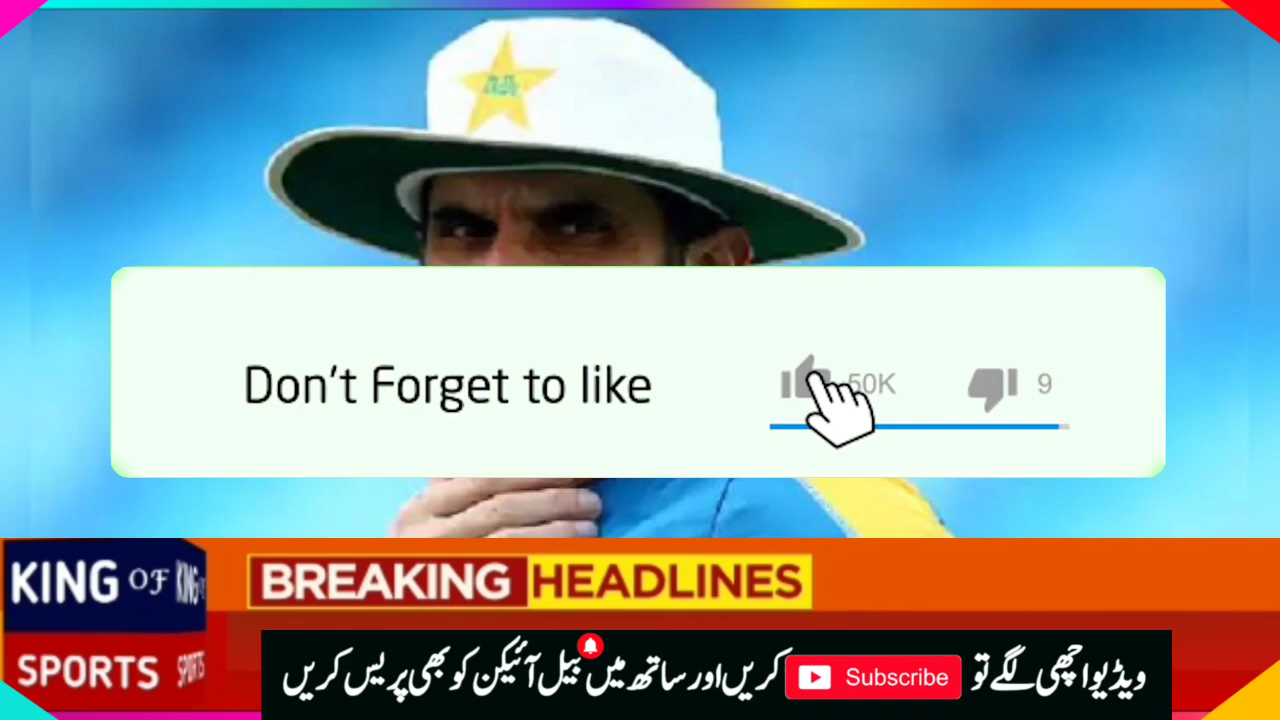 Don't Forget to like
50K
9
KING OF
SPORTS
BREAKING HEADLINES
ویڈیو اچھی لگے تو Subscribe کریں اور ساتھ میں بیل آئیکن کو بھی پریس کریں